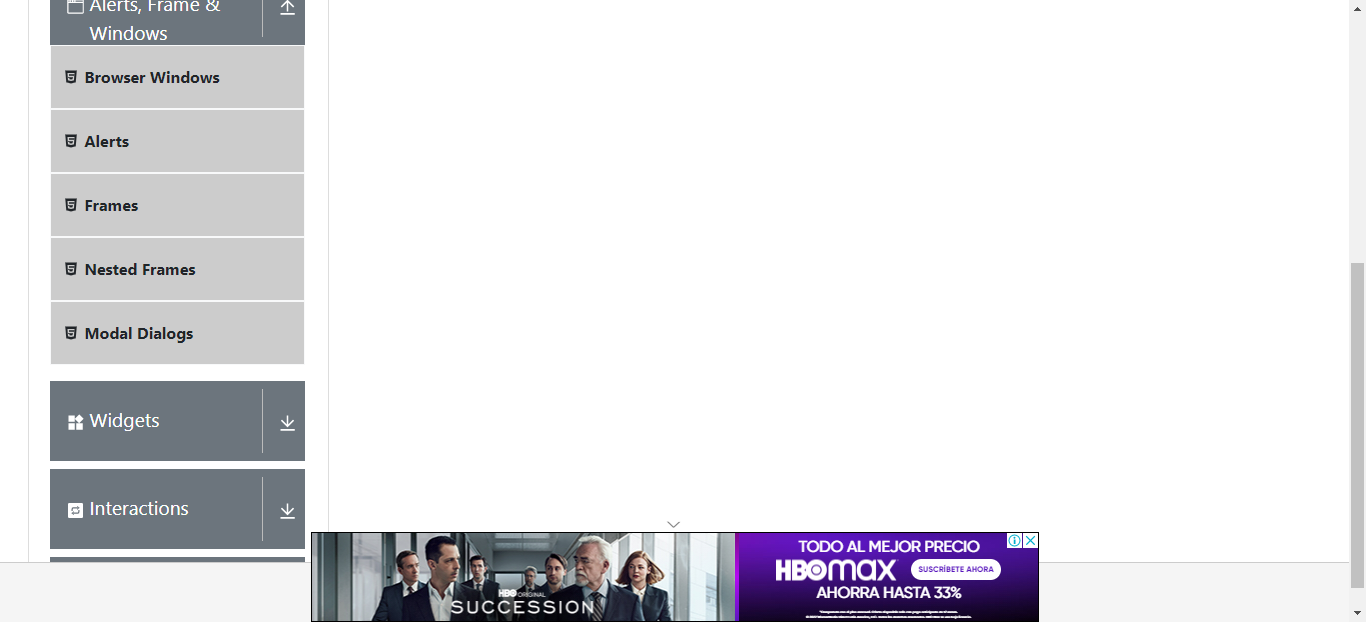 Alerts, Frame &
Windows
Browser Windows
Alerts
Frames
Nested Frames
Modal Dialogs
Widgets
Interactions
HBO ORIGINAL
SUCCESSION
TODO AL MEJOR PRECIO
HBOMAX
SUSCRÍBETE AHORA
AHORRA HASTA 33%